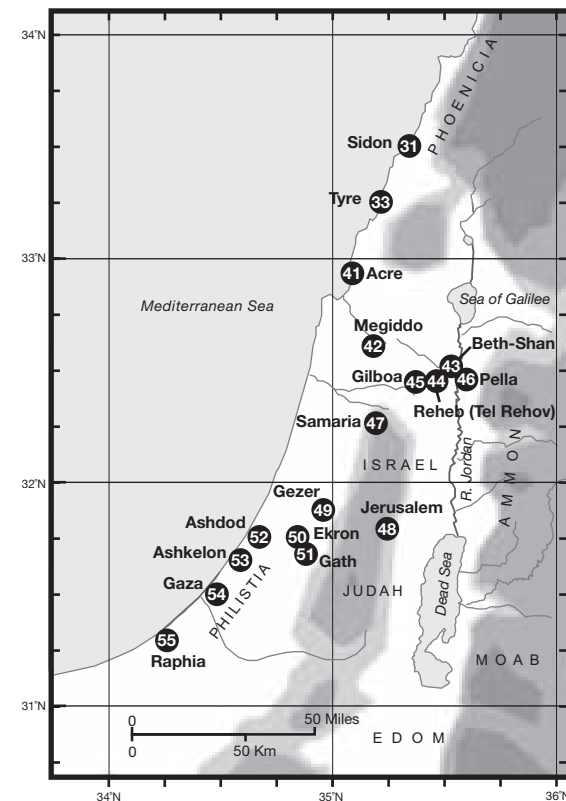 34°N
PHOENICIA
Sidon 31
Tyre 33
33°N
41 Acre
Mediterranean Sea
Sea of Galilee
Megiddo
42
43
Beth-Shan
Gilboa 45 44 46 Pella
Reheb (Tel Rehov)
Samaria 47
ISRAEL
R. Jordan
AMMON
32°N
Gezer
49
Jerusalem
48
Ashdod
52
50 Ekron
Ashkelon
53
51 Gath
Gaza
54
PHILISTIA
JUDAH
Dead Sea
55
Raphia
MOAB
31°N
0 50 Miles
0 50 Km
EDOM
34°N 35°N 36°N